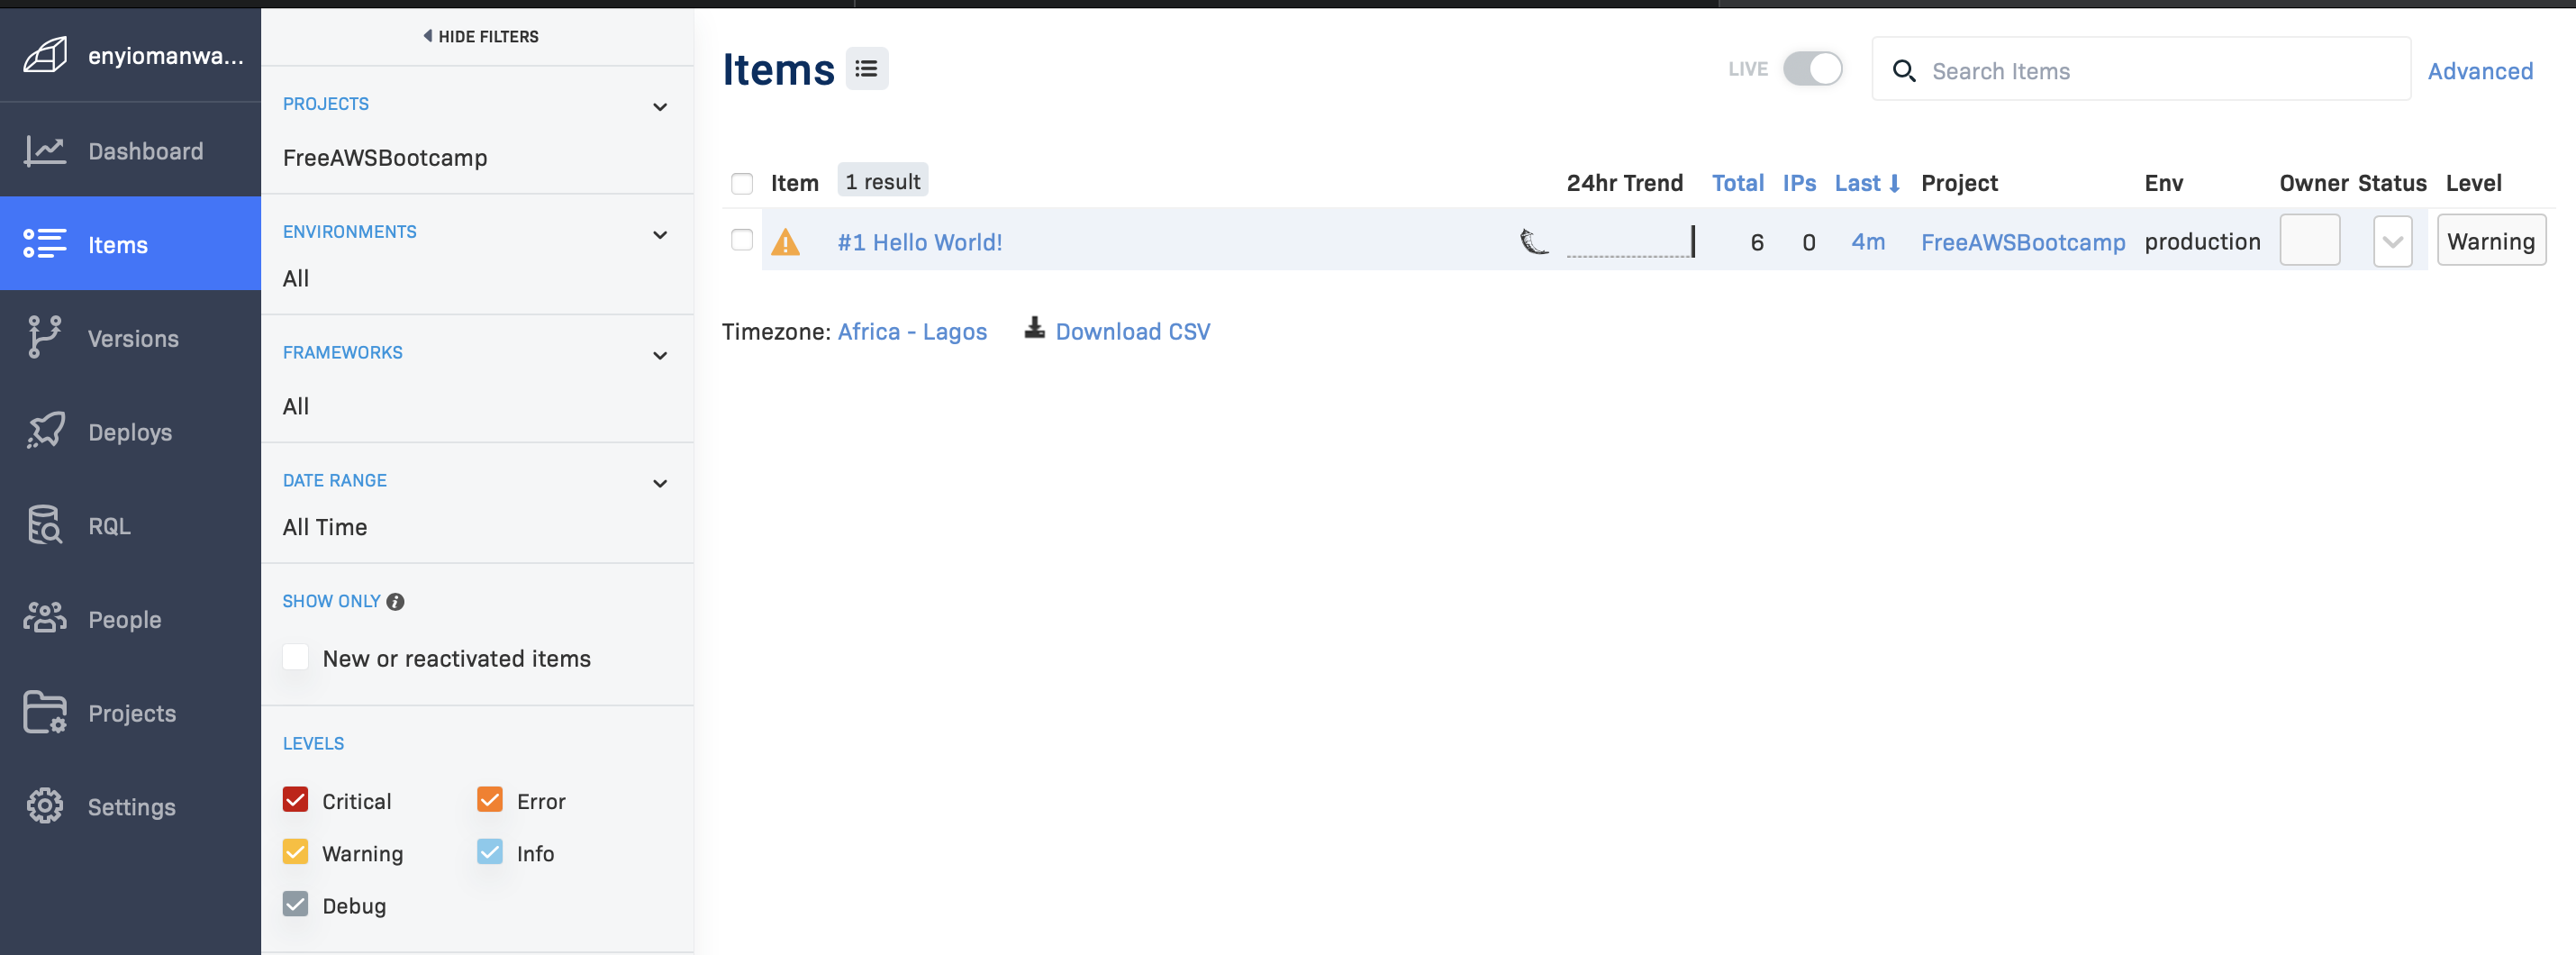 enyiomanwa...
Dashboard
Items
Versions
Deploys
RQL
People
Projects
Settings
HIDE FILTERS
PROJECTS
FreeAWSBootcamp
ENVIRONMENTS
All
FRAMEWORKS
All
DATE RANGE
All Time
SHOW ONLY
New or reactivated items
LEVELS
Critical Error
Warning Info
Debug
Items
LIVE
Search Items
Advanced
Item 1 result 24hr Trend Total IPs Last Project Env Owner Status Level
#1 Hello World! 6 0 4m FreeAWSBootcamp production Warning
Timezone: Africa - Lagos Download CSV